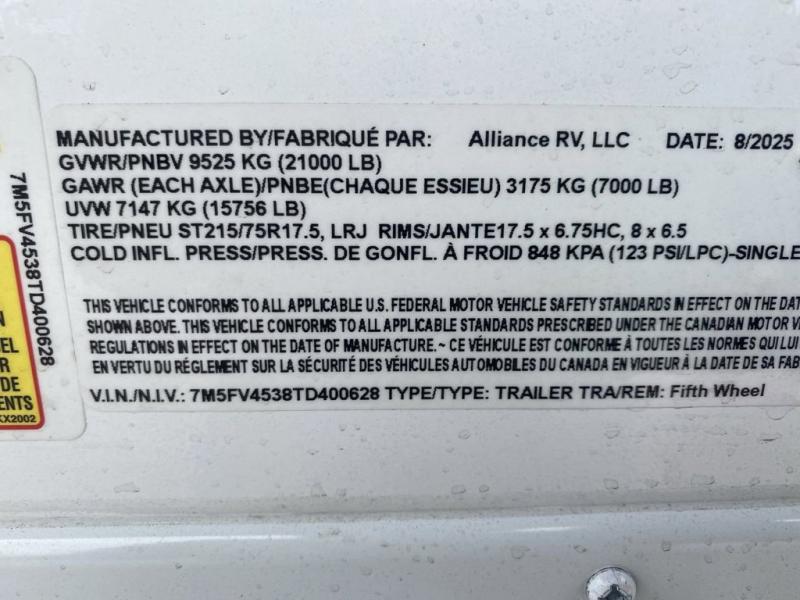 MANUFACTURED BY/FABRIQUÉ PAR: Alliance RV, LLC DATE: 8/2025
GVWR/PNBV 9525 KG (21000 LB)
GAWR (EACH AXLE)/PNBE(CHAQUE ESSIEU) 3175 KG (7000 LB)
UVW 7147 KG (15756 LB)
TIRE/PNEU ST215/75R17.5, LRJ RIMS/JANTE17.5 x 6.75HC, 8 x 6.5
COLD INFL. PRESS/PRESS. DE GONFL. À FROID 848 KPA (123 PSI/LPC)-SINGLE
THIS VEHICLE CONFORMS TO ALL APPLICABLE U.S. FEDERAL MOTOR VEHICLE SAFETY STANDARDS IN EFFECT ON THE DAT
SHOWN ABOVE. THIS VEHICLE CONFORMS TO ALL APPLICABLE STANDARDS PRESCRIBED UNDER THE CANADIAN MOTOR V
REGULATIONS IN EFFECT ON THE DATE OF MANUFACTURE.~ CE VÉHICULE EST CONFORME À TOUTES LES NORMES QUI LUI
EN VERTU DU RÉGLEMENT SUR LA SÉCURITÉ DES VÉHICULES AUTOMOBILES DU CANADA EN VIGUEUR À LA DATE DE SA FAB
V.I.N./N.I.V.: 7M5FV4538TD400628 TYPE/TYPE: TRAILER TRA/REM: Fifth Wheel
7M5FV4538TD400628
N
EL
R
DE
ENTS
KX2002